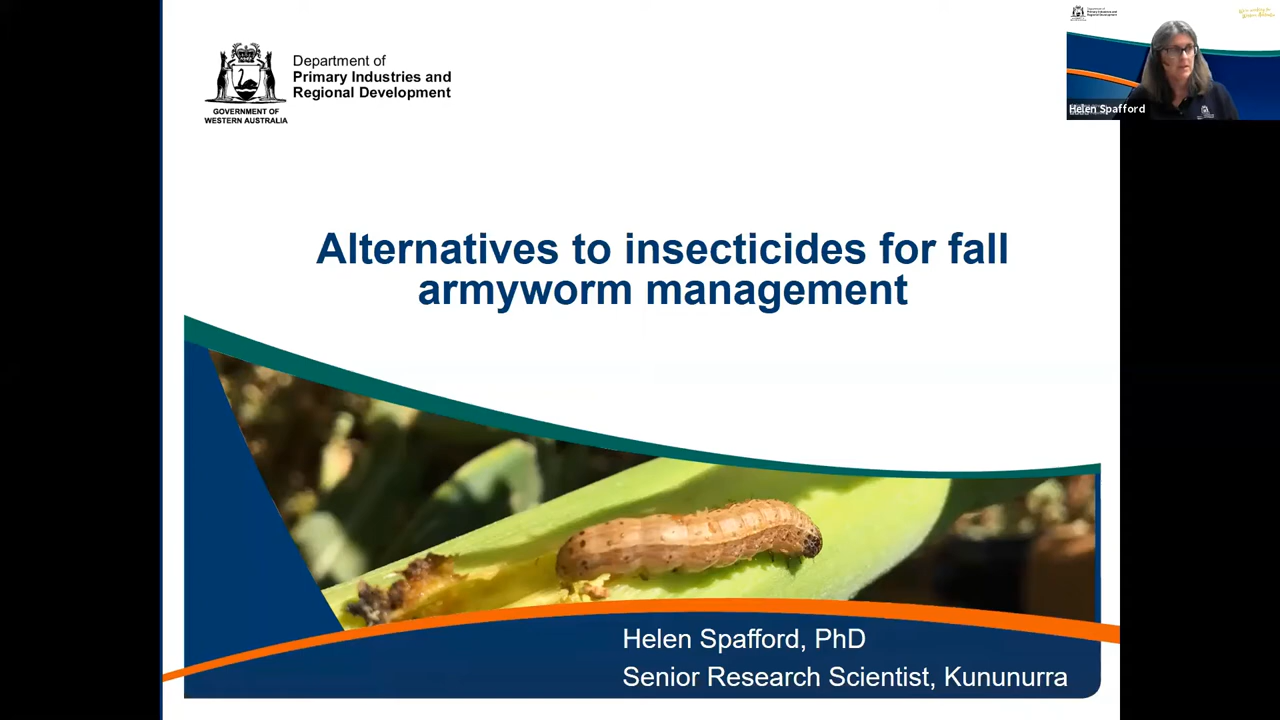 Department of
Primary Industries and
Regional Development
GOVERNMENT OF
WESTERN AUSTRALIA
Helen Spafford
Alternatives to insecticides for fall
armyworm management
Helen Spafford, PhD
Senior Research Scientist, Kununurra